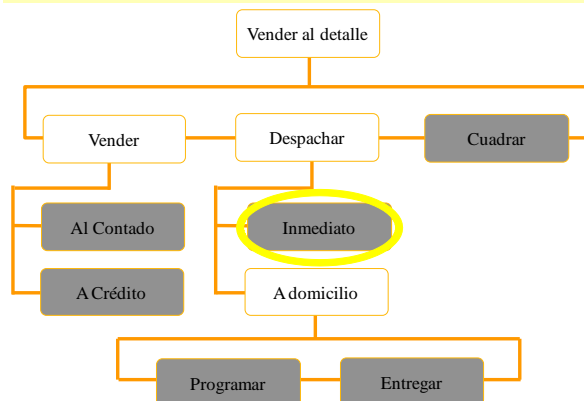 Vender al detalle
Vender
Despachar
Cuadrar
Al Contado
Inmediato
A Crédito
A domicilio
Programar
Entregar